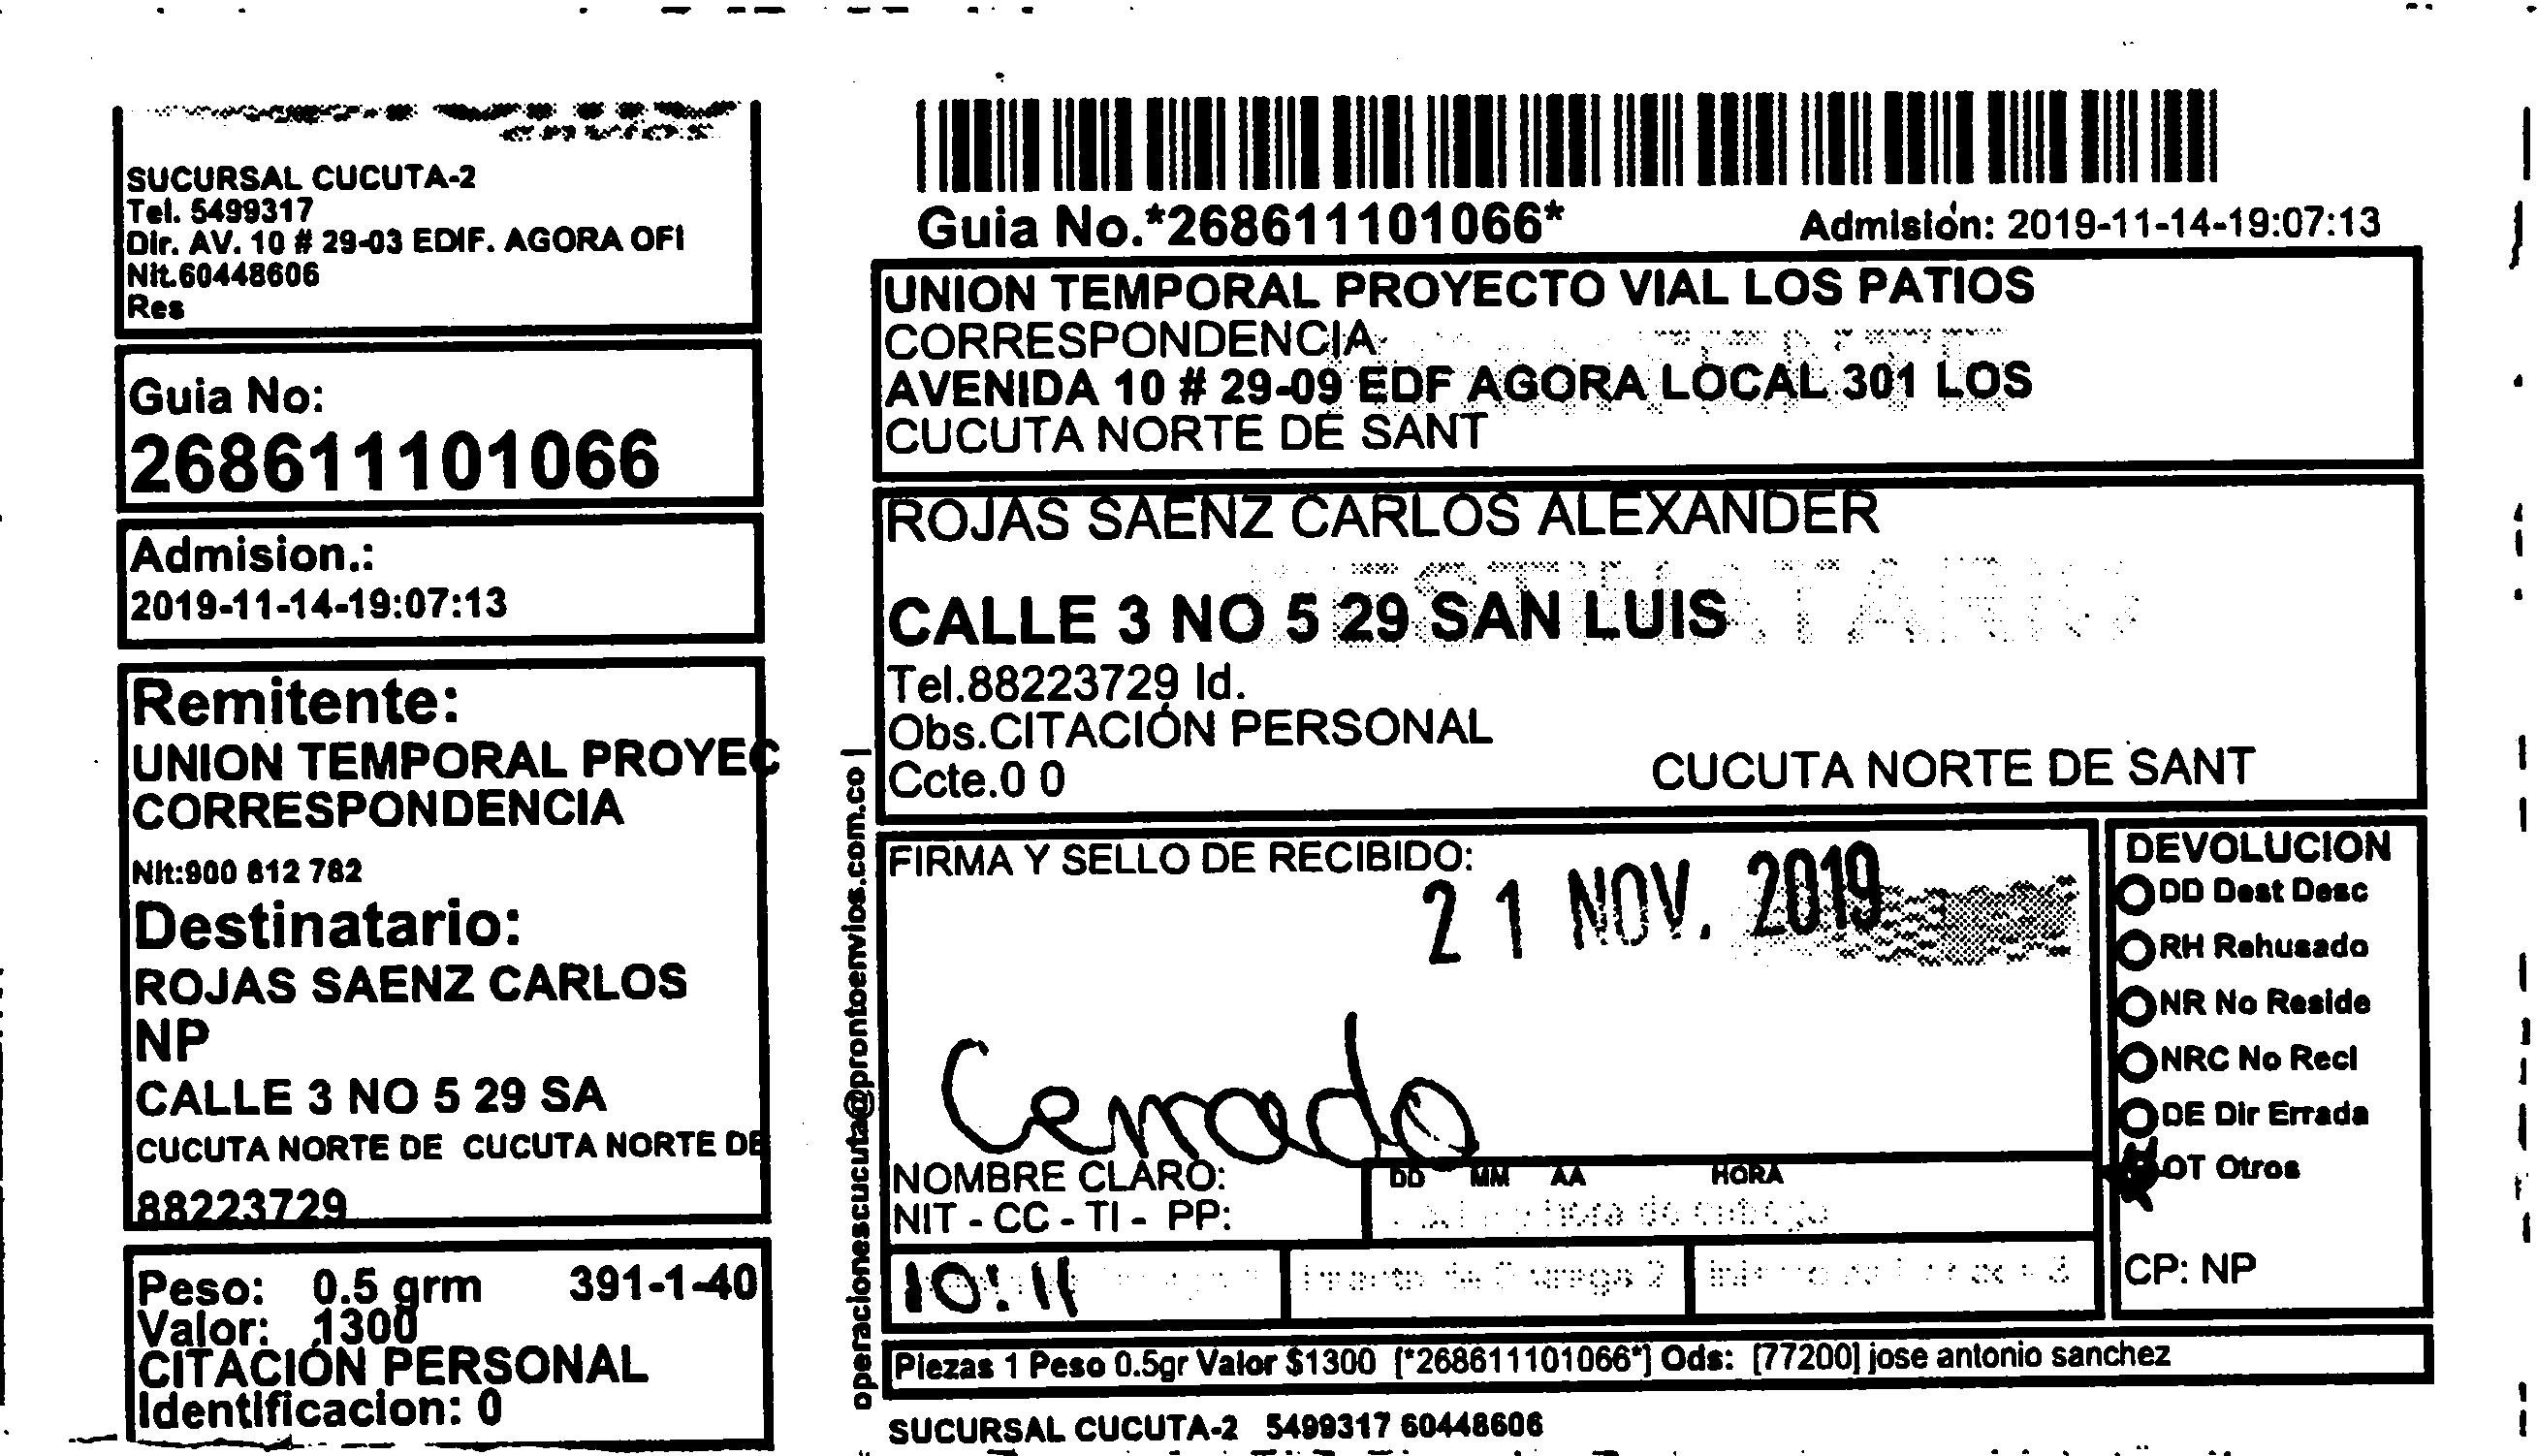 SUCURSAL CUCUTA-2
Tel. 5499317
Dir. AV. 10 # 29-03 EDIF. AGORA OFI
Nit.60448606
Res
Guia No:
268611101066
Admision.:
2019-11-14-19:07:13
Remitente:
UNION TEMPORAL PROYEC
CORRESPONDENCIA
Nit:900 812 782
Destinatario:
ROJAS SAENZ CARLOS
NP
CALLE 3 NO 5 29 SA
CUCUTA NORTE DE CUCUTA NORTE DE
88223729
Peso: 0.5 grm 391-1-40
Valor: 1300
CITACIÓN PERSONAL
Identificacion: 0
operacionescucuta@prontoenvios.com.co |
Guia No.*268611101066*
Admisión: 2019-11-14-19:07:13
UNION TEMPORAL PROYECTO VIAL LOS PATIOS
CORRESPONDENCIA
AVENIDA 10 # 29-09 EDF AGORA LOCAL 301 LOS
CUCUTA NORTE DE SANT
ROJAS SAENZ CARLOS ALEXANDER
DESTINATARIO
CALLE 3 NO 5 29 SAN LUIS
Tel.88223729 Id.
Obs.CITACIÓN PERSONAL
Ccte.0 0
CUCUTA NORTE DE SANT
FIRMA Y SELLO DE RECIBIDO:
21 NOV. 2019
Cerrado
NOMBRE CLARO:
NIT - CC - TI - PP:
DD MM AA HORA
hora de entrega
10:11
Intento de Entrega 2
DEVOLUCION
DD Dest Desc
RH Rehusado
NR No Reside
NRC No Recl
DE Dir Errada
OT Otros
CP: NP
Piezas 1 Peso 0.5gr Valor $1300 [*268611101066*] Ods: [77200] jose antonio sanchez
SUCURSAL CUCUTA-2 5499317 60448606